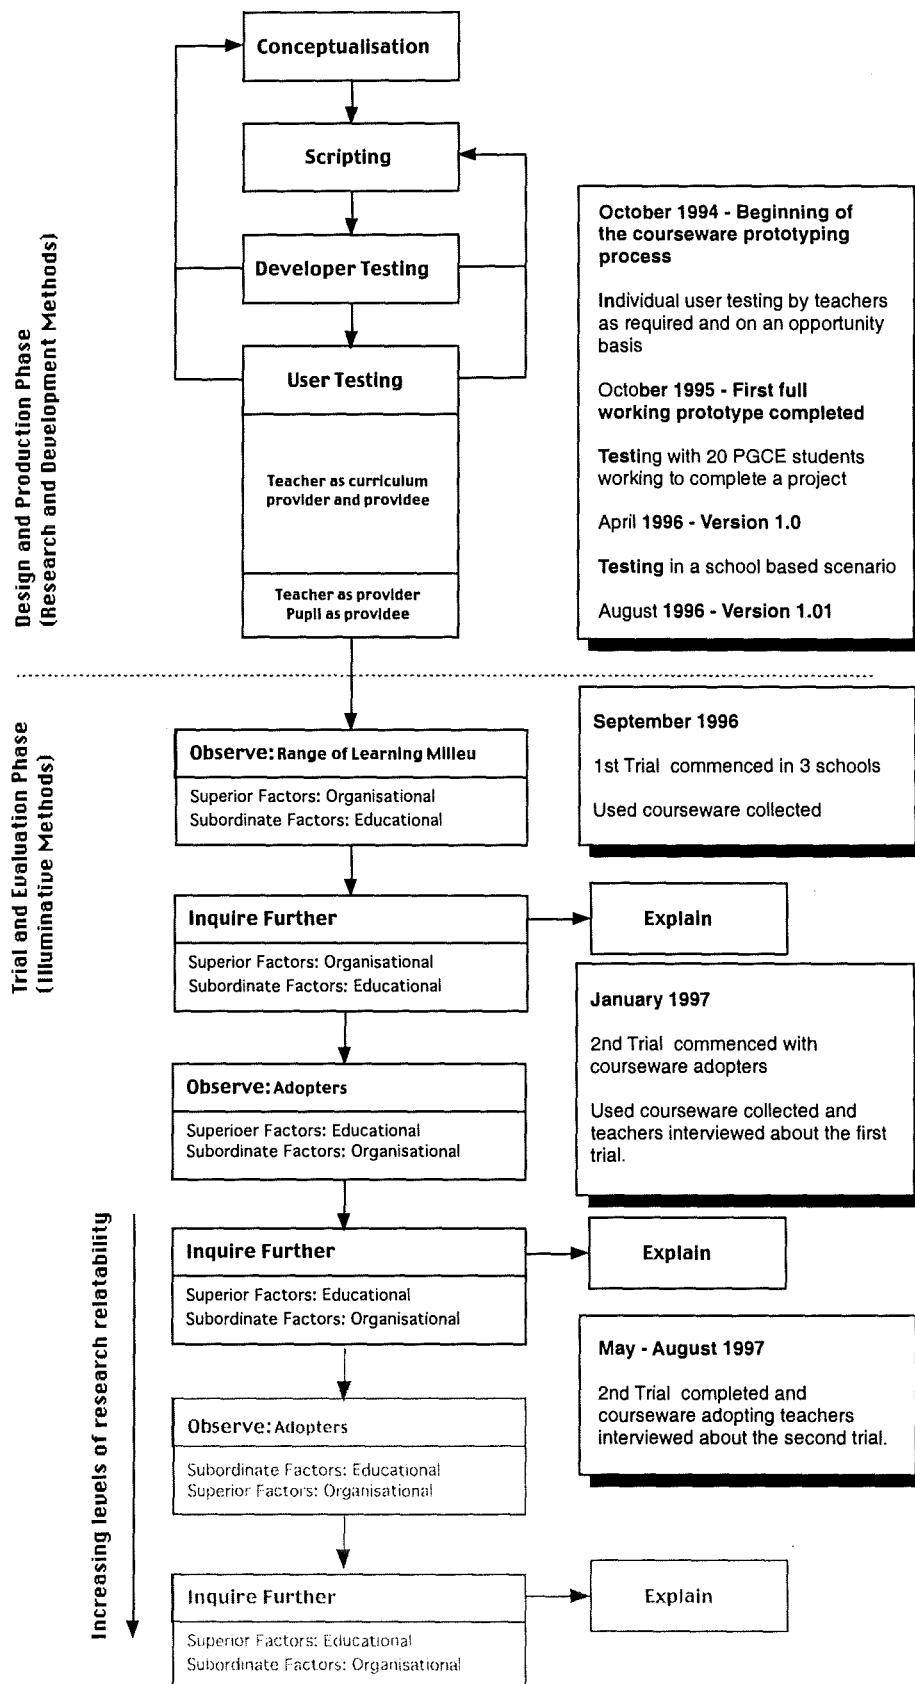 Conceptualisation
Scripting
Developer Testing
User Testing
Teacher as curriculum
provider and providee
Teacher as provider
Pupil as providee
Design and Production Phase
(Research and Development Methods)
October 1994 - Beginning of
the courseware prototyping
process
Individual user testing by teachers
as required and on an opportunity
basis
October 1995 - First full
working prototype completed
Testing with 20 PGCE students
working to complete a project
April 1996 - Version 1.0
Testing in a school based scenario
August 1996 - Version 1.01
Trial and Evaluation Phase
(Illuminative Methods)
Observe: Range of Learning Milleu
Superior Factors: Organisational
Subordinate Factors: Educational
September 1996
1st Trial commenced in 3 schools
Used courseware collected
Inquire Further
Superior Factors: Organisational
Subordinate Factors: Educational
Explain
January 1997
2nd Trial commenced with
courseware adopters
Used courseware collected and
teachers interviewed about the first
trial.
Observe: Adopters
Superioer Factors: Educational
Subordinate Factors: Organisational
Increasing levels of research relatability
Inquire Further
Superior Factors: Educational
Subordinate Factors: Organisational
Explain
May - August 1997
2nd Trial completed and
courseware adopting teachers
interviewed about the second trial.
Observe: Adopters
Subordinate Factors: Educational
Superior Factors: Organisational
Inquire Further
Superior Factors: Educational
Subordinate Factors: Organisational
Explain